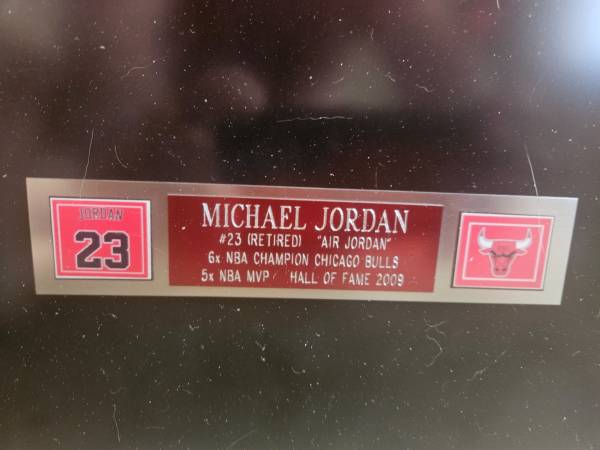 JORDAN
23
MICHAEL JORDAN
#23 (RETIRED) "AIR JORDAN"
6x NBA CHAMPION CHICAGO BULLS
5x NBA MVP / HALL OF FAME 2009